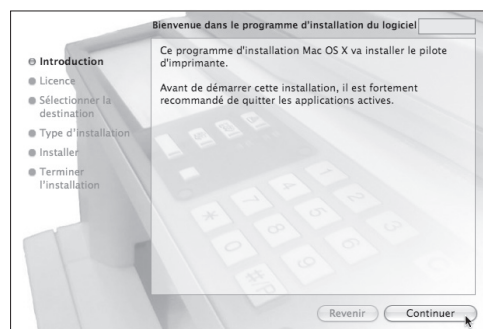 Bienvenue dans le programme d'installation du logiciel
Introduction
Licence
Sélectionner la
destination
Type d'installation
Installer
Terminer
l'installation
Ce programme d'installation Mac OS X va installer le pilote
d'imprimante.
Avant de démarrer cette installation, il est fortement
recommandé de quitter les applications actives.
Revenir
Continuer